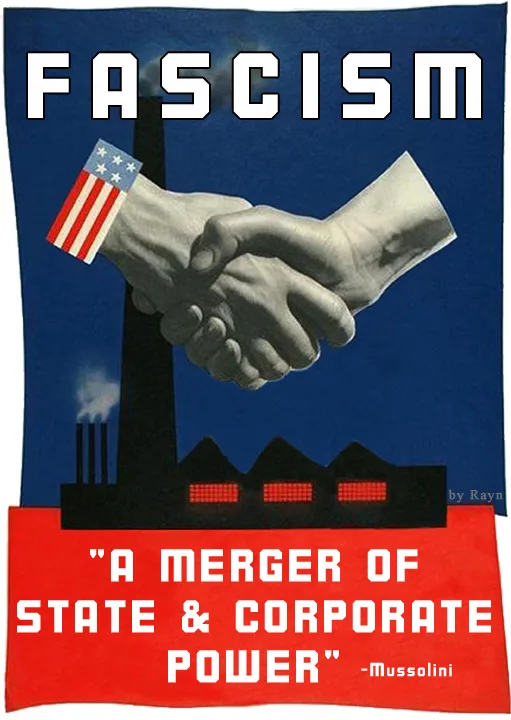 FASCISM
by Rayn
"A MERGER OF
STATE & CORPORATE
POWER" -Mussolini